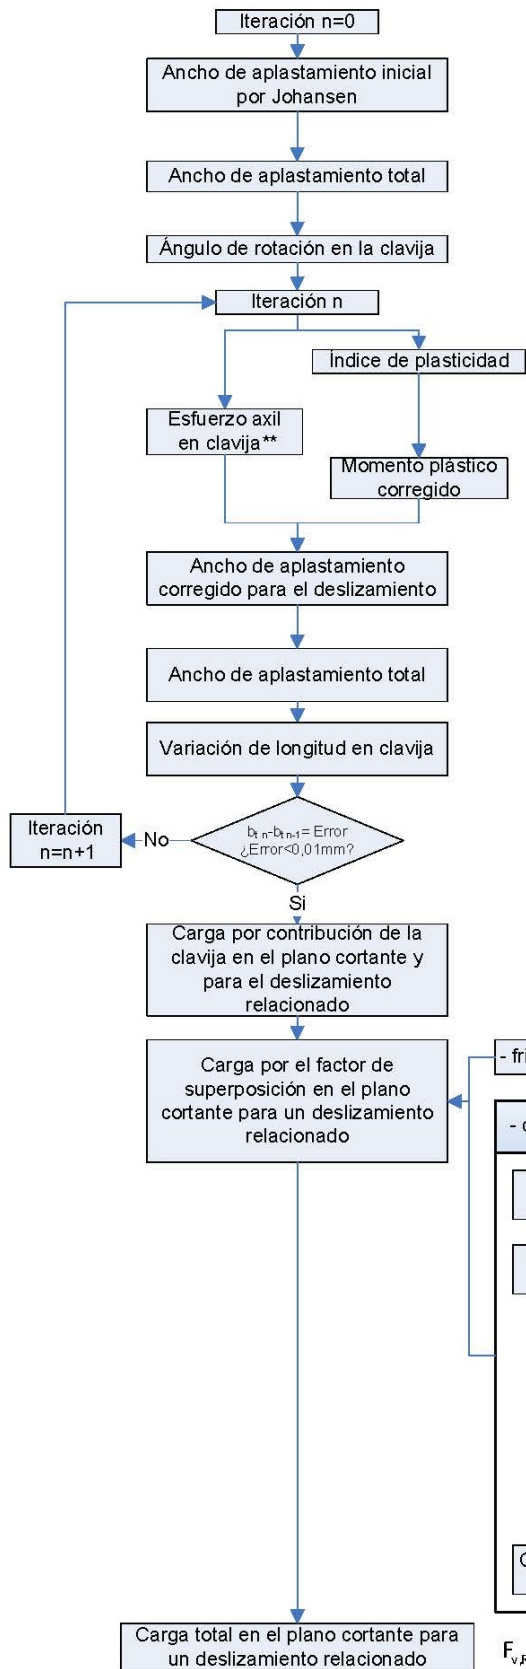 Iteración n=0
Ancho de aplastamiento inicial
por Johansen
Ancho de aplastamiento total
Ángulo de rotación en la clavija
Iteración n
Índice de plasticidad
Esfuerzo axil
en clavija**
Momento plástico
corregido
Ancho de aplastamiento
corregido para el deslizamiento
Ancho de aplastamiento total
Variación de longitud en clavija
b t n-b t n-1= Error
¿Error<0,01mm?
No
Iteración
n=n+1
Si
Carga por contribución de la
clavija en el plano cortante y
para el deslizamiento
relacionado
Carga por el factor de
superposición en el plano
cortante para un deslizamiento
relacionado
- fri
Carga total en el plano cortante para
un deslizamiento relacionado